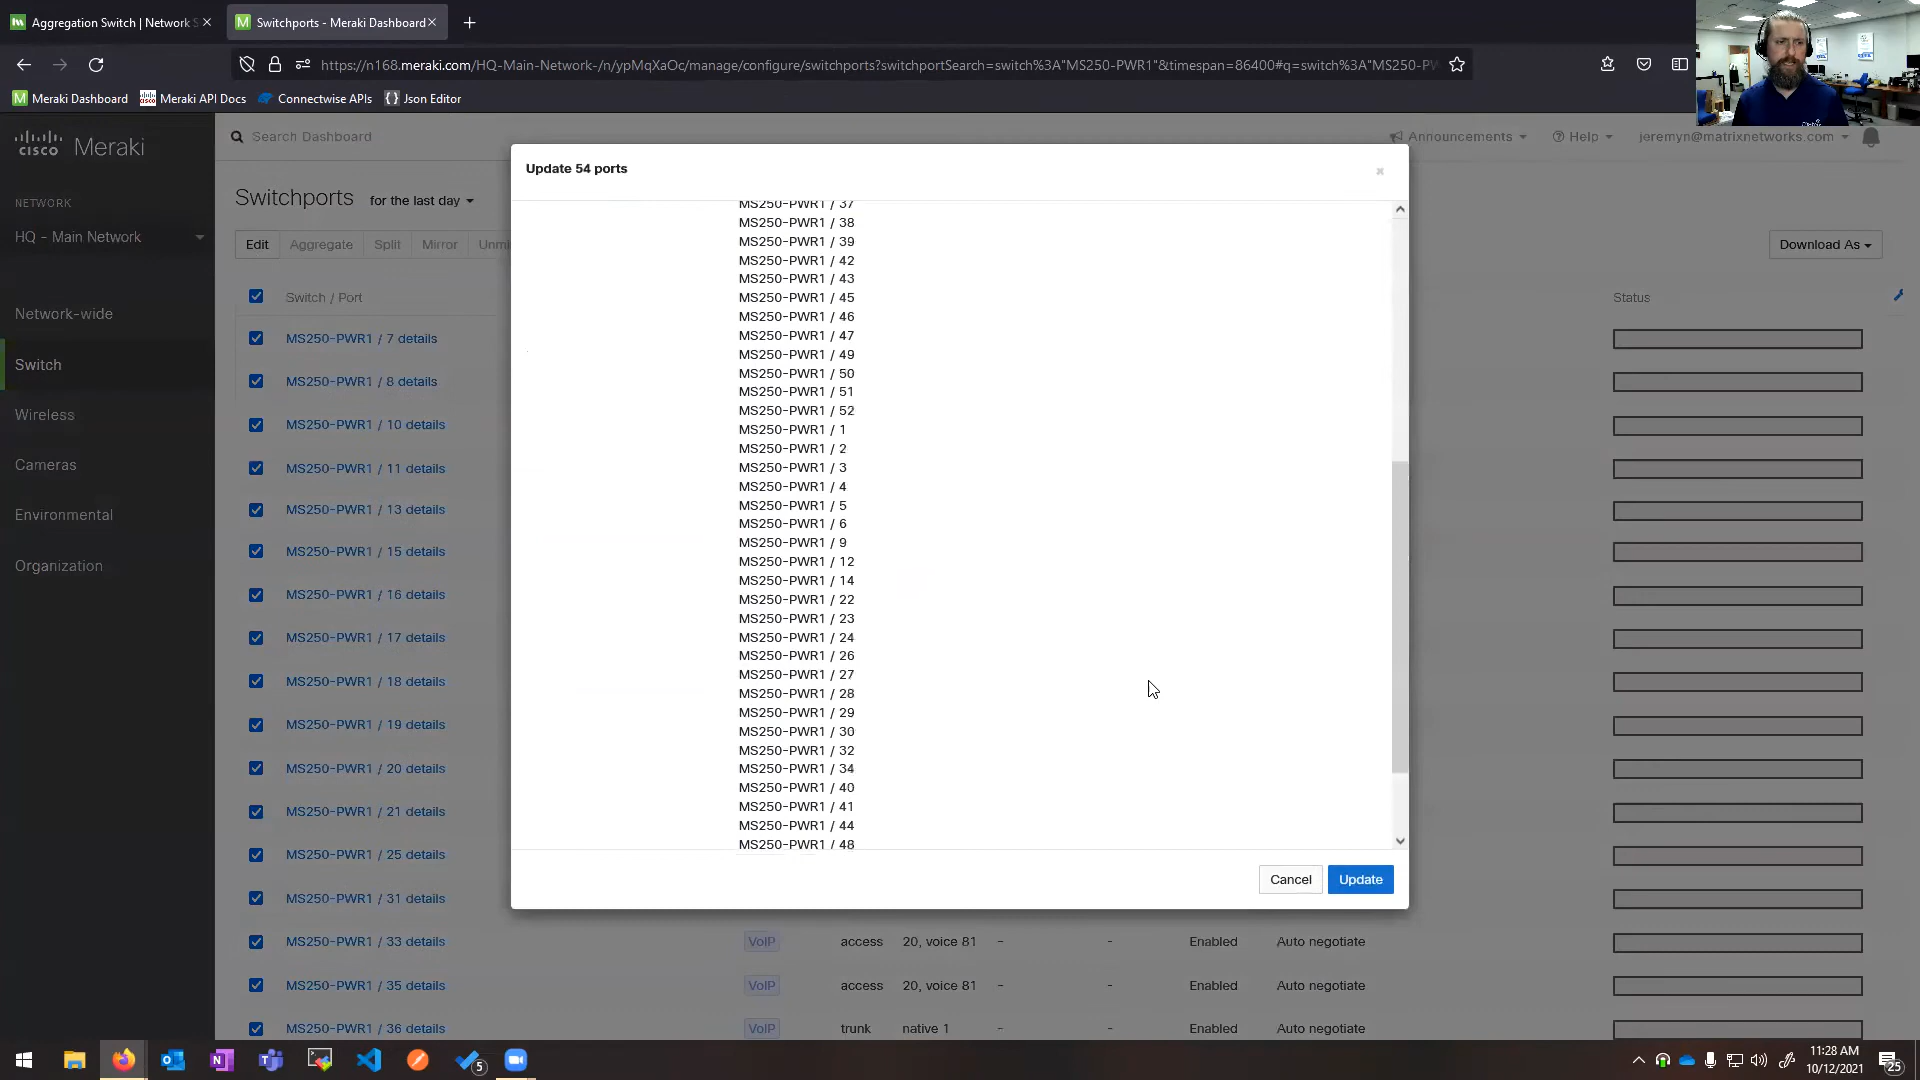 Aggregation Switch | Network S
Switchports - Meraki Dashboard
https://n168.meraki.com/HQ-Main-Network-/n/ypMqXaOc/manage/configure/switchports?switchportSearch=switch%3A"MS250-PWR1"&timespan=86400#q=switch%3A"MS250-PW
Meraki Dashboard
Meraki API Docs
Connectwise APIs
Json Editor
cisco Meraki
Search Dashboard
Announcements
Help
jeremyn@matrixnetworks.com
NETWORK
HQ - Main Network
Network-wide
Switch
Wireless
Cameras
Environmental
Organization
Switchports for the last day
Edit Aggregate Split Mirror Unmi
Download As
Switch / Port
Status
MS250-PWR1 / 7 details
MS250-PWR1 / 8 details
MS250-PWR1 / 10 details
MS250-PWR1 / 11 details
MS250-PWR1 / 13 details
MS250-PWR1 / 15 details
MS250-PWR1 / 16 details
MS250-PWR1 / 17 details
MS250-PWR1 / 18 details
MS250-PWR1 / 19 details
MS250-PWR1 / 20 details
MS250-PWR1 / 21 details
MS250-PWR1 / 25 details
MS250-PWR1 / 31 details
MS250-PWR1 / 33 details VoIP access 20, voice 81 - - Enabled Auto negotiate
MS250-PWR1 / 35 details VoIP access 20, voice 81 - - Enabled Auto negotiate
MS250-PWR1 / 36 details VoIP trunk native 1 - - Enabled Auto negotiate
Update 54 ports
MS250-PWR1 / 37
MS250-PWR1 / 38
MS250-PWR1 / 39
MS250-PWR1 / 42
MS250-PWR1 / 43
MS250-PWR1 / 45
MS250-PWR1 / 46
MS250-PWR1 / 47
MS250-PWR1 / 49
MS250-PWR1 / 50
MS250-PWR1 / 51
MS250-PWR1 / 52
MS250-PWR1 / 1
MS250-PWR1 / 2
MS250-PWR1 / 3
MS250-PWR1 / 4
MS250-PWR1 / 5
MS250-PWR1 / 6
MS250-PWR1 / 9
MS250-PWR1 / 12
MS250-PWR1 / 14
MS250-PWR1 / 22
MS250-PWR1 / 23
MS250-PWR1 / 24
MS250-PWR1 / 26
MS250-PWR1 / 27
MS250-PWR1 / 28
MS250-PWR1 / 29
MS250-PWR1 / 30
MS250-PWR1 / 32
MS250-PWR1 / 34
MS250-PWR1 / 40
MS250-PWR1 / 41
MS250-PWR1 / 44
MS250-PWR1 / 48
Cancel
Update
5
11:28 AM
10/12/2021
25